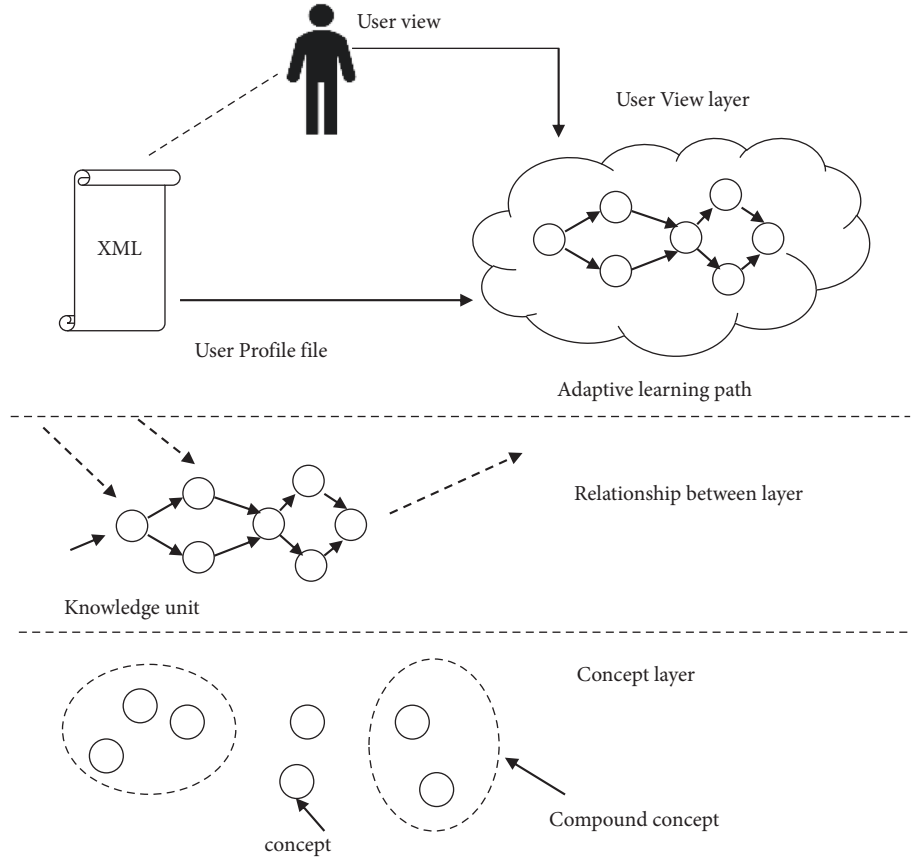 User view
User View layer
XML
User Profile file
Adaptive learning path
Relationship between layer
Knowledge unit
Concept layer
Compound concept
concept